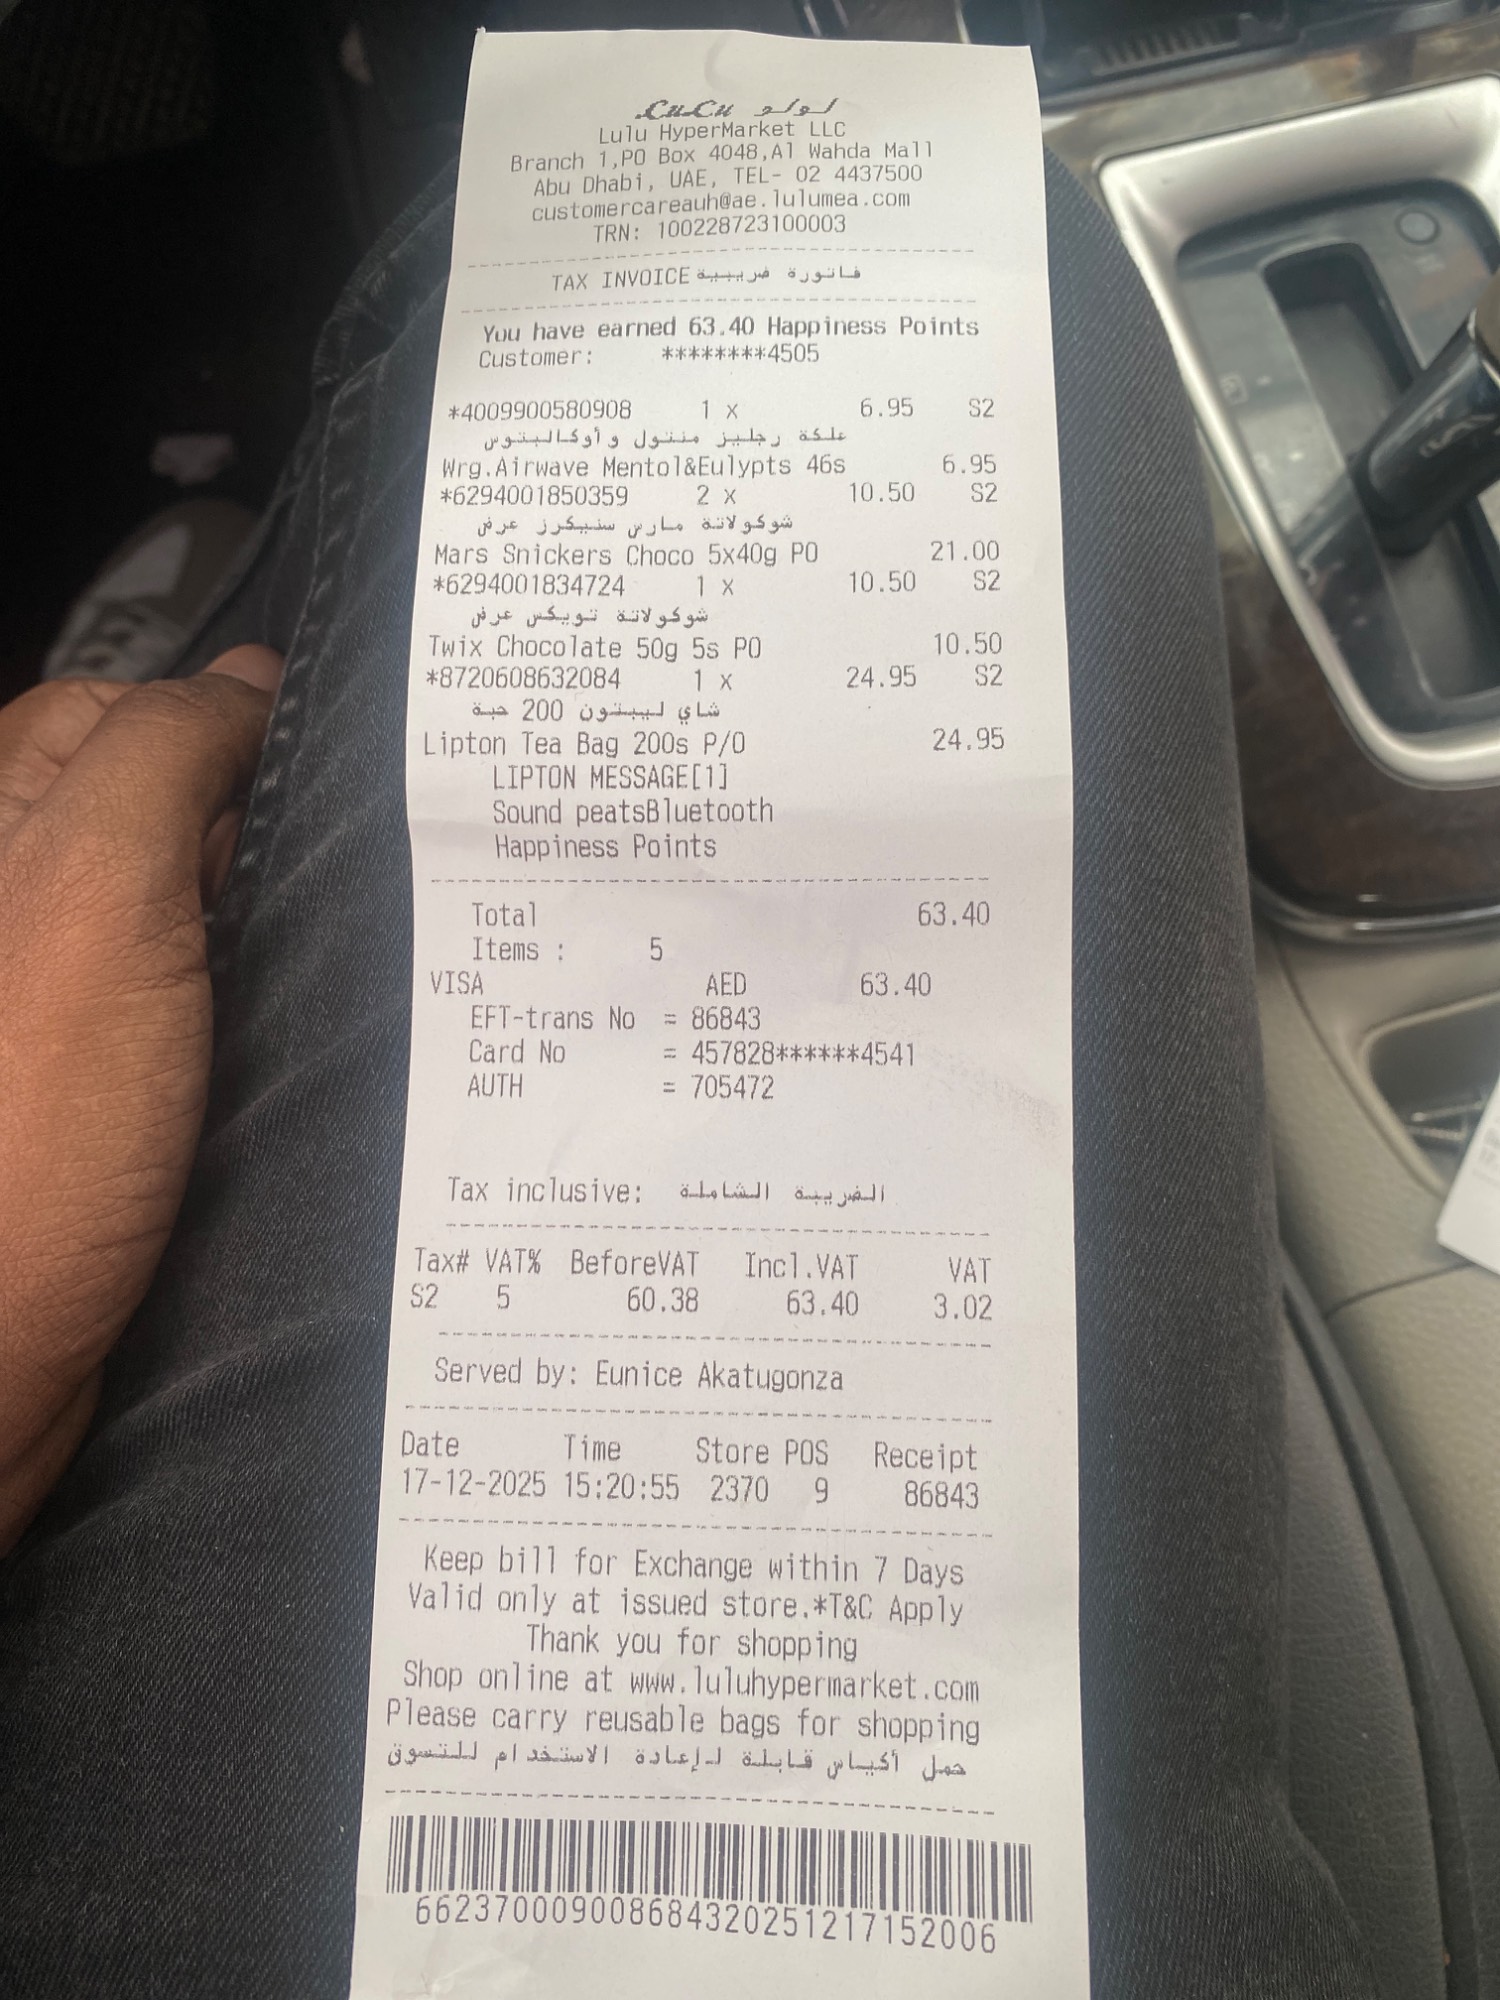 LuLu لولو
Lulu HyperMarket LLC
Branch 1,PO Box 4048,Al Wahda Mall
Abu Dhabi, UAE, TEL- 02 4437500
customercareauh@ae.lulumea.com
TRN: 100228723100003
TAX INVOICE فاتورة ضريبية
You have earned 63.40 Happiness Points
Customer: ********4505
*4009900580908 1 x 6.95 S2
علكة رجليز منتول و أوكالبتوس
Wrg.Airwave Mentol&Eulypts 46s 6.95
*6294001850359 2 x 10.50 S2
شوكولاتة مارس سنيكرز عرض
Mars Snickers Choco 5x40g PO 21.00
*6294001834724 1 x 10.50 S2
شوكولاتة تويكس عرض
Twix Chocolate 50g 5s PO 10.50
*8720608632084 1 x 24.95 S2
شاي ليبتون 200 حبة
Lipton Tea Bag 200s P/O 24.95
LIPTON MESSAGE[1]
Sound peatsBluetooth
Happiness Points
Total 63.40
Items : 5
VISA AED 63.40
EFT-trans No = 86843
Card No = 457828******4541
AUTH = 705472
Tax inclusive: الضريبة الشاملة
Tax# VAT% BeforeVAT Incl.VAT VAT
S2 5 60.38 63.40 3.02
Served by: Eunice Akatugonza
Date Time Store POS Receipt
17-12-2025 15:20:55 2370 9 86843
Keep bill for Exchange within 7 Days
Valid only at issued store.*T&C Apply
Thank you for shopping
Shop online at www.luluhypermarket.com
Please carry reusable bags for shopping
حمل أكياس قابلة لإعادة الاستخدام للتسوق
66237000900868432025121715​2006